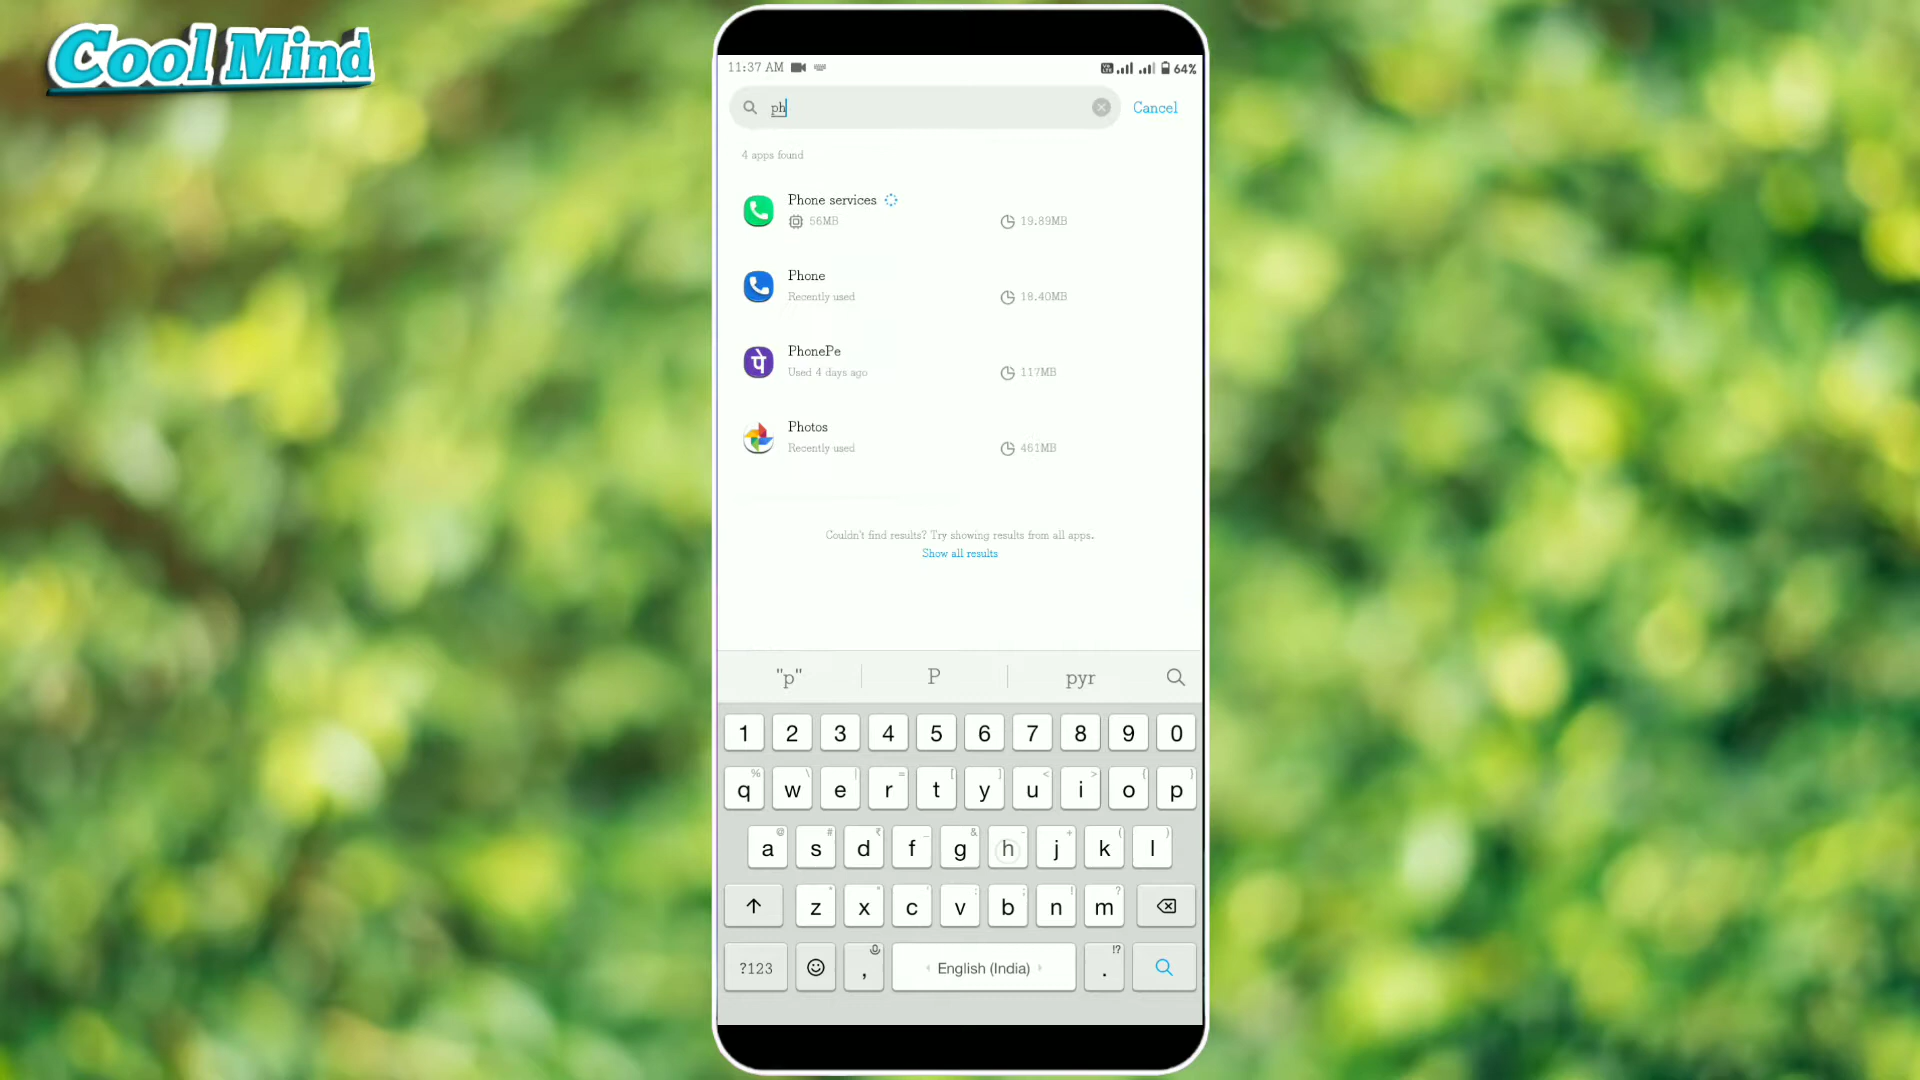 Cool Mind
11:37 AM 64%
ph Cancel
4 apps found
Phone services
56MB 19.89MB
Phone
Recently used 18.40MB
पे PhonePe
Used 4 days ago 117MB
Photos
Recently used 461MB
Couldn't find results? Try showing results from all apps.
Show all results
"p" P pyr
1 2 3 4 5 6 7 8 9 0
% \ | = [ ] < > { }
q w e r t y u i o p
@ # ₹ _ & - + ( )
a s d f g h j k l
* " ' : ; ! ?
z x c v b n m
!?
?123 , English (India) .